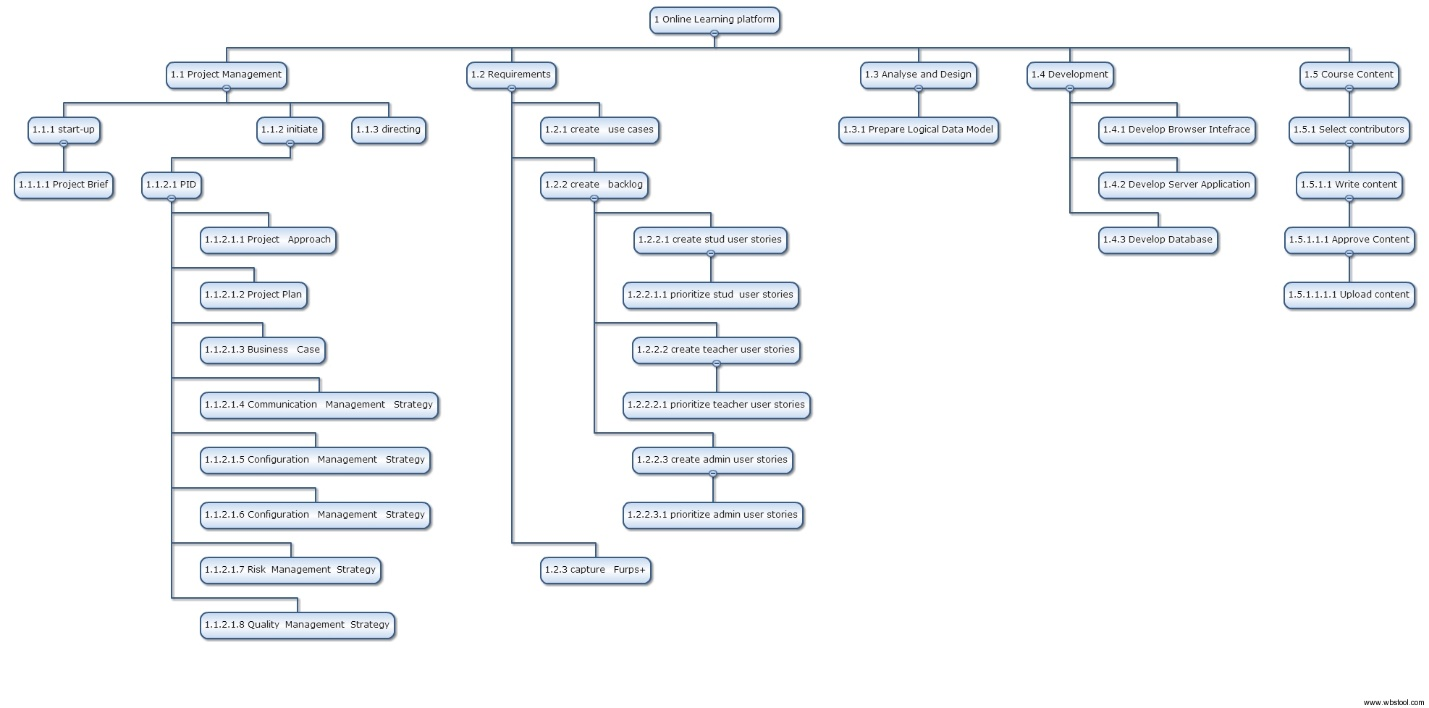 1 Online Learning platform
1.1 Project Management
1.2 Requirements
1.3 Analyse and Design
1.4 Development
1.5 Course Content
1.1.1 start-up
1.1.2 initiate
1.1.3 directing
1.2.1 create use cases
1.3.1 Prepare Logical Data Model
1.4.1 Develop Browser Intefrace
1.5.1 Select contributors
1.1.1.1 Project Brief
1.1.2.1 PID
1.2.2 create backlog
1.4.2 Develop Server Application
1.5.1.1 Write content
1.1.2.1.1 Project Approach
1.2.2.1 create stud user stories
1.4.3 Develop Database
1.5.1.1.1 Approve Content
1.1.2.1.2 Project Plan
1.2.2.1.1 prioritize stud user stories
1.5.1.1.1.1 Upload content
1.1.2.1.3 Business Case
1.2.2.2 create teacher user stories
1.1.2.1.4 Communication Management Strategy
1.2.2.2.1 prioritize teacher user stories
1.1.2.1.5 Configuration Management Strategy
1.2.2.3 create admin user stories
1.1.2.1.6 Configuration Management Strategy
1.2.2.3.1 prioritize admin user stories
1.1.2.1.7 Risk Management Strategy
1.2.3 capture Furps+
1.1.2.1.8 Quality Management Strategy
www.wbstool.com